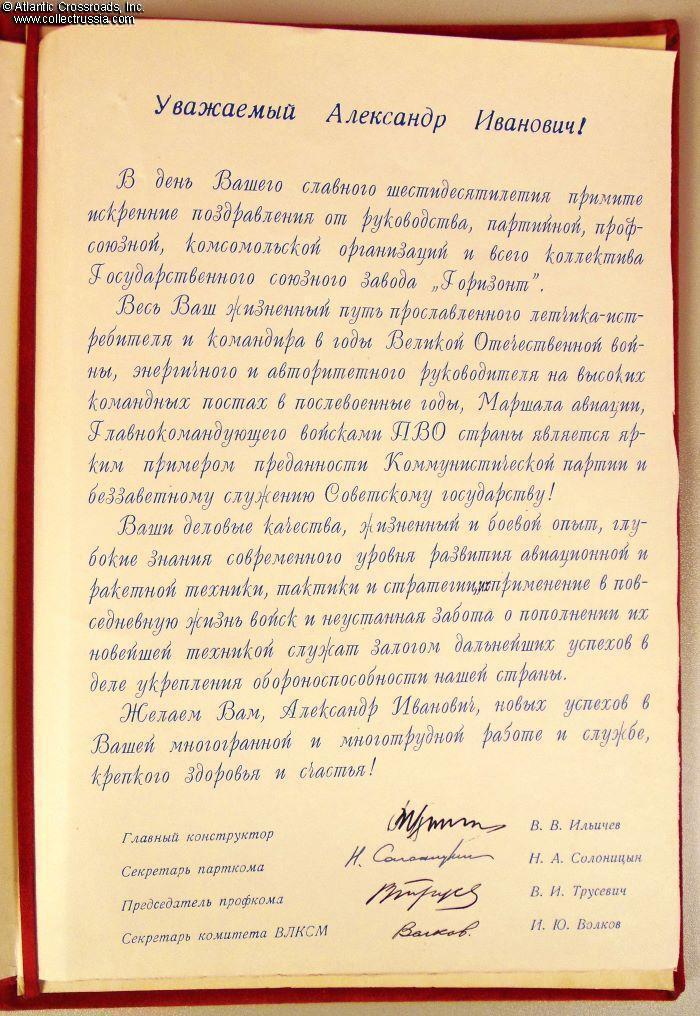 © Atlantic Crossroads, Inc.
www.collectrussia.com
Уважаемый Александр Иванович!
В день Вашего славного шестидесятилетия примите
искренние поздравления от руководства, партийной, проф-
союзной, комсомольской организаций и всего коллектива
Государственного союзного завода „Горизонт".
Весь Ваш жизненный путь прославленного летчика-ист-
ребителя и командира в годы Великой Отечественной вой-
ны, энергичного и авторитетного руководителя на высоких
командных постах в послевоенные годы, Маршала авиации,
Главнокомандующего войсками ПВО страны является яр-
ким примером преданности Коммунистической партии и
беззаветному служению Советскому государству!
Ваши деловые качества, жизненный и боевой опыт, глу-
бокие знания современного уровня развития авиационной и
ракетной техники, тактики и стратегии, их применение в пов-
седневную жизнь войск и неустанная забота о пополнении их
новейшей техникой служат залогом дальнейших успехов в
деле укрепления обороноспособности нашей страны.
Желаем Вам, Александр Иванович, новых успехов в
Вашей многогранной и многотрудной работе и службе,
крепкого здоровья и счастья!
Главный конструктор В. В. Ильичев
Секретарь парткома Н. Солоницын Н. А. Солоницын
Председатель профкома В. И. Трусевич
Секретарь комитета ВЛКСМ Волков. И. Ю. Волков